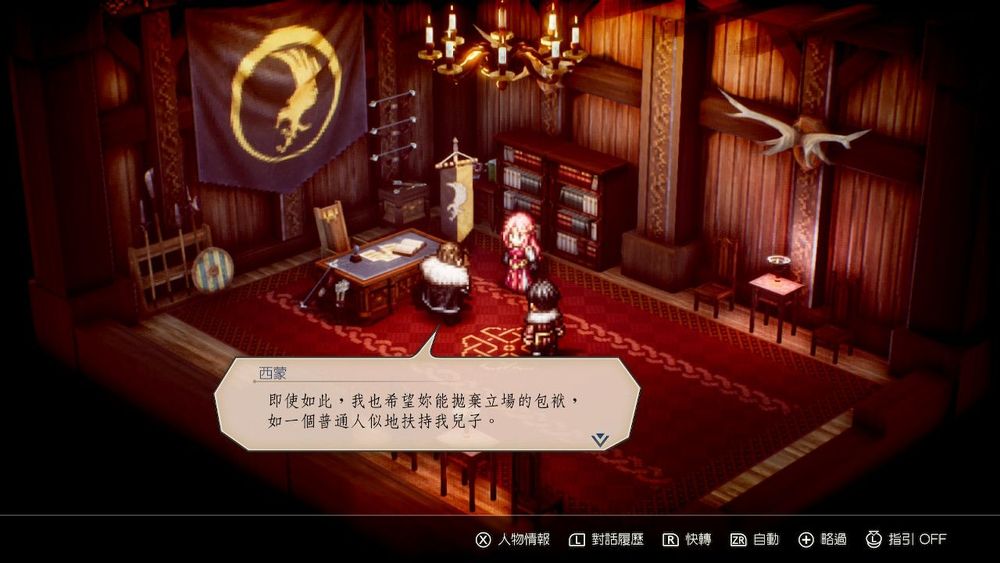 西蒙
即使如此，我也希望妳能拋棄立場的包袱，
如一個普通人似地扶持我兒子。
X 人物情報 L 對話履歷 R 快轉 ZR 自動 + 略過 L 指引 OFF